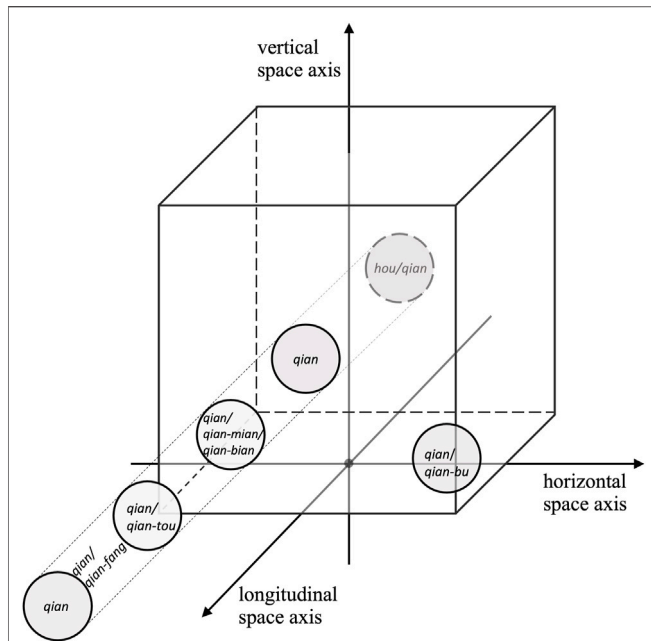 vertical
space axis
hou/qian
qian
qian/
qian-mian/
qian-bian
qian/
qian-bu
horizontal
space axis
qian/
qian-tou
qian/
qian-fang
qian
longitudinal
space axis